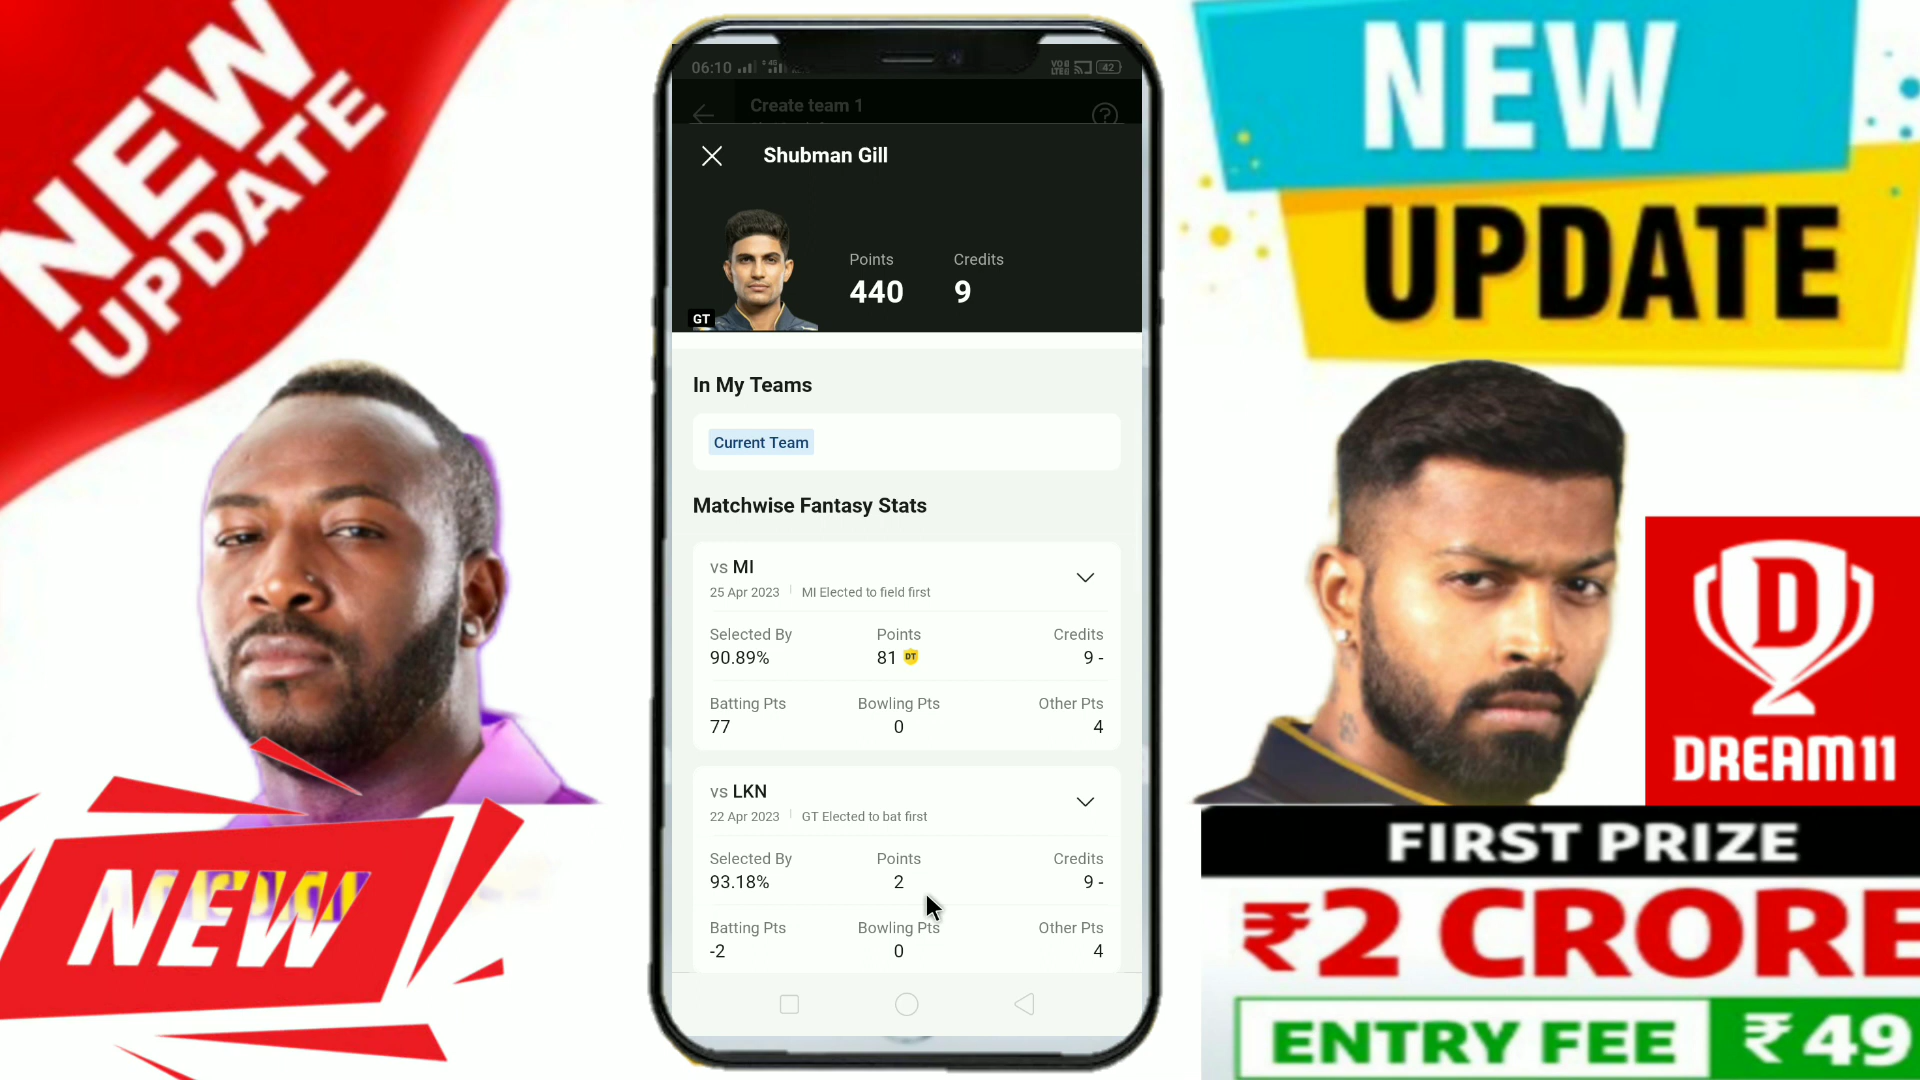 NEW
UPDATE
NEW
06:10
VO
LTE
42
Create team 1
Shubman Gill
GT
Points
Credits
440
9
In My Teams
Current Team
Matchwise Fantasy Stats
vs MI
25 Apr 2023
MI Elected to field first
Selected By
Points
Credits
90.89%
81
DT
9 -
Batting Pts
Bowling Pts
Other Pts
77
0
4
vs LKN
22 Apr 2023
GT Elected to bat first
Selected By
Points
Credits
93.18%
2
9 -
Batting Pts
Bowling Pts
Other Pts
-2
0
4
NEW
UPDATE
D
DREAM11
FIRST PRIZE
₹2 CRORE
ENTRY FEE ₹49